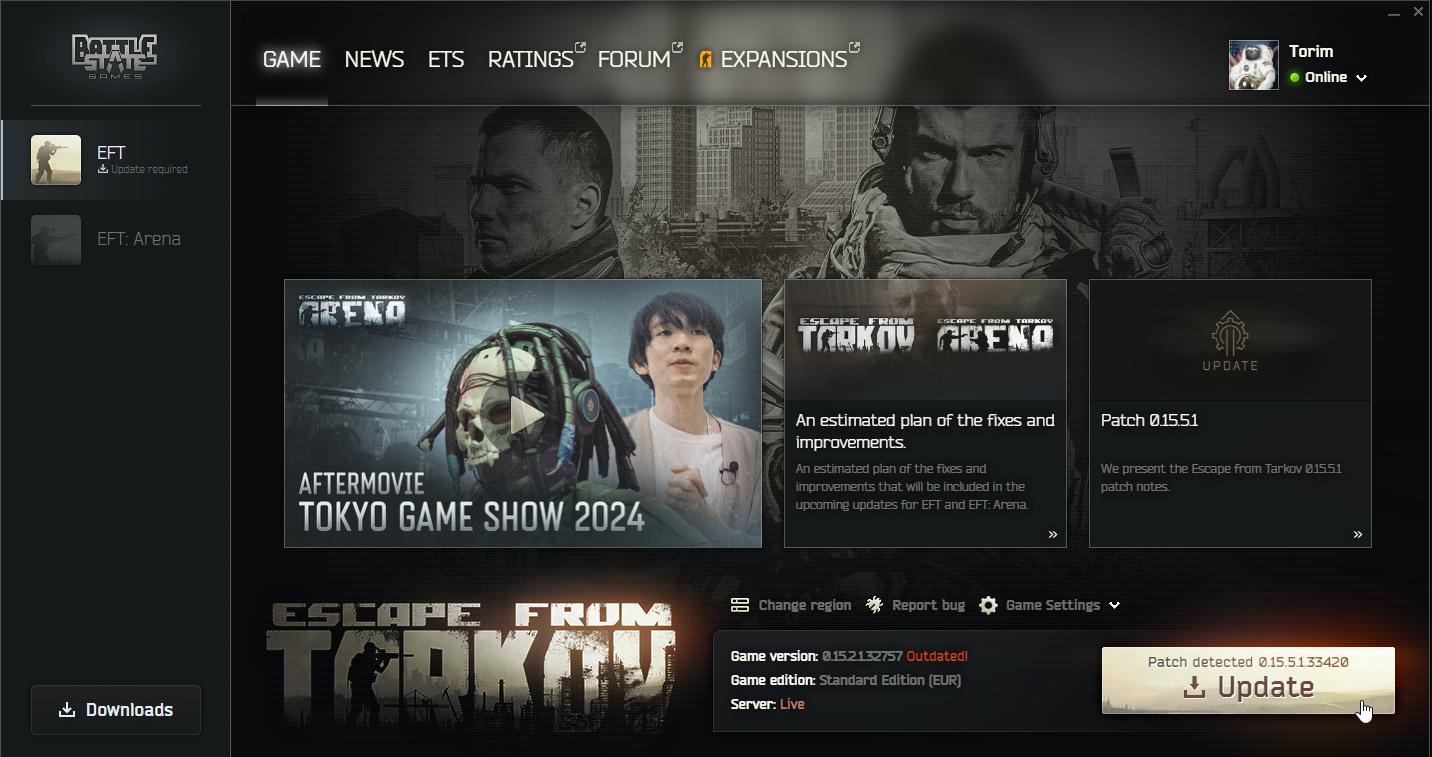 BATTLE
STATE
GAMES
GAME NEWS ETS RATINGS FORUM EXPANSIONS
Torim
Online
EFT
Update required
EFT: Arena
ESCAPE FROM TARKOV
ARENA
AFTERMOVIE
TOKYO GAME SHOW 2024
ESCAPE FROM
TARKOV
ESCAPE FROM TARKOV
ARENA
An estimated plan of the fixes and
improvements.
An estimated plan of the fixes and
improvements that will be included in the
upcoming updates for EFT and EFT: Arena.
»
UPDATE
Patch 0.15.5.1
We present the Escape from Tarkov 0.15.5.1
patch notes.
»
ESCAPE FROM
TARKOV
Change region Report bug Game Settings
Game version: 0.15.2.1.32757 Outdated!
Game edition: Standard Edition (EUR)
Server: Live
Patch detected 0.15.5.1.33420
Update
Downloads